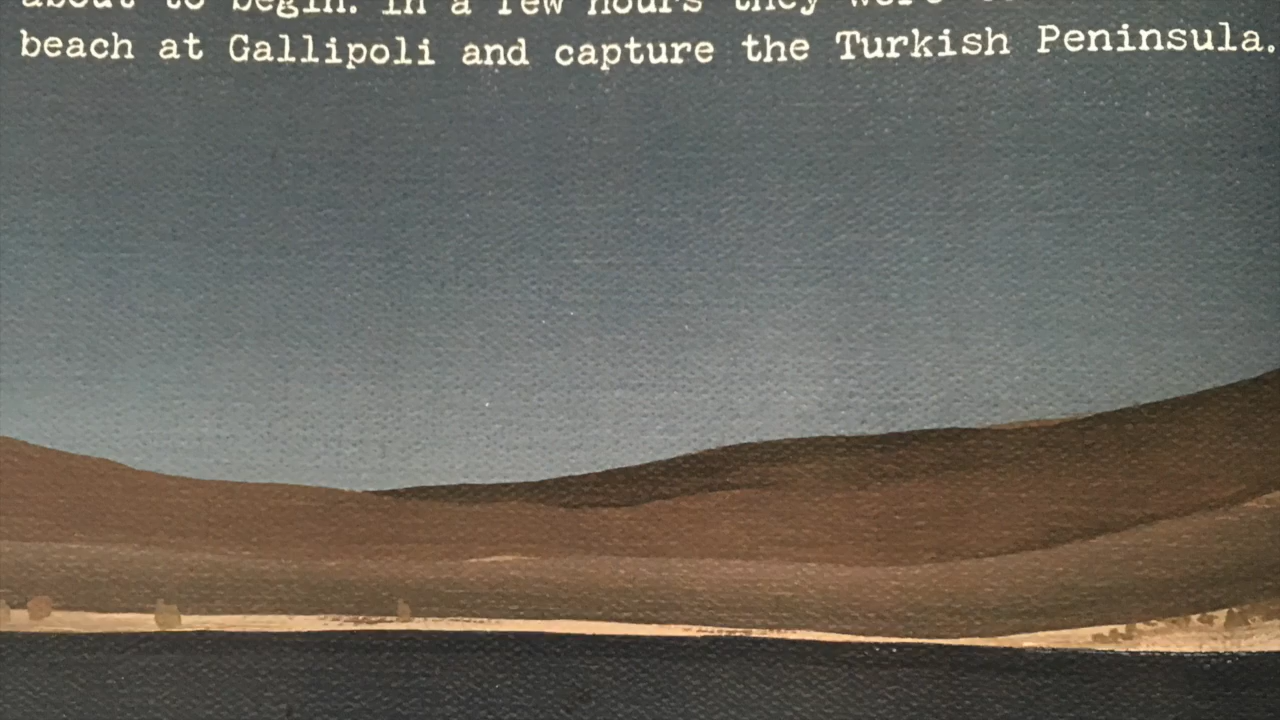 about to begin. In a few hours they were
beach at Gallipoli and capture the Turkish Peninsula.